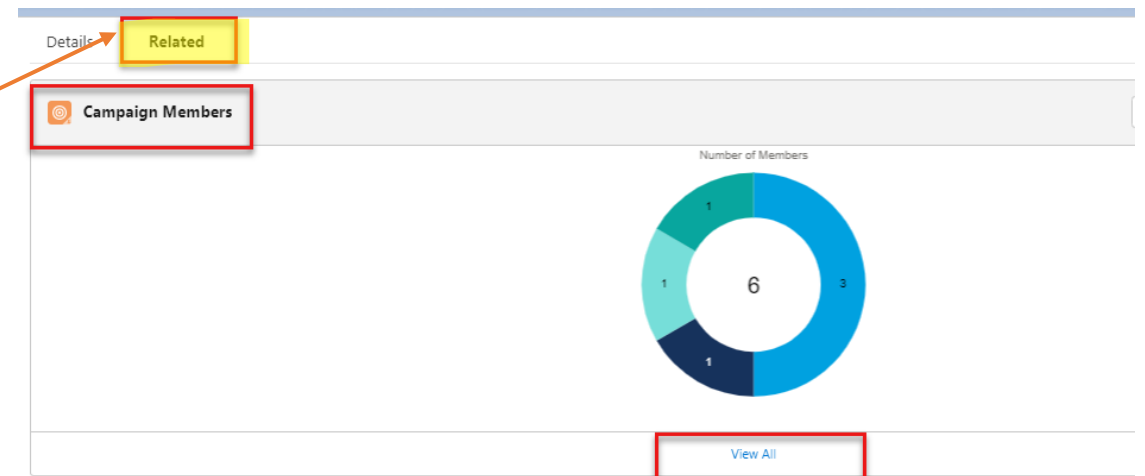 Details
Related
Campaign Members
Number of Members
1
1
6
3
1
View All